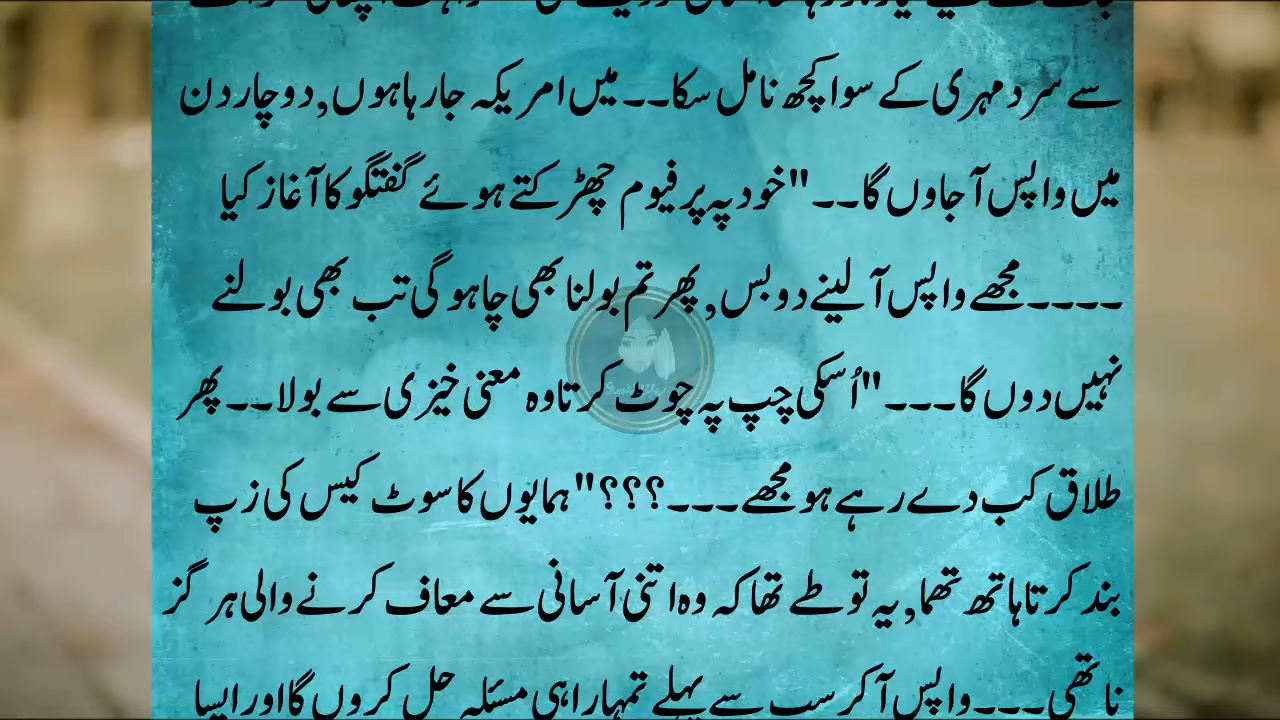 سے سرد مہری کے سوا کچھ نا مل سکا۔۔میں امریکہ جا رہا ہوں,دو چار دن
میں واپس آ جاوں گا۔۔"خود پہ پرفیوم چھڑکتے ہوئے گفتگو کا آغاز کیا
۔۔۔۔مجھے واپس آ لینے دو بس,پھر تم بولنا بھی چاہو گی تب بھی بولنے
نہیں دوں گا۔۔۔"اُسکی چپ پہ چوٹ کرتا وہ معنی خیزی سے بولا۔۔پھر
طلاق کب دے رہے ہو مجھے۔۔۔؟؟؟"ہمایوں کا سوٹ کیس کی زپ
بند کرتا ہاتھ تھما,یہ تو طے تھا کہ وہ اتنی آسانی سے معاف کرنے والی ہر گز
نا تھی۔۔۔واپس آ کر سب سے پہلے تمہارا ہی مسئلہ حل کروں گا اور ایسا